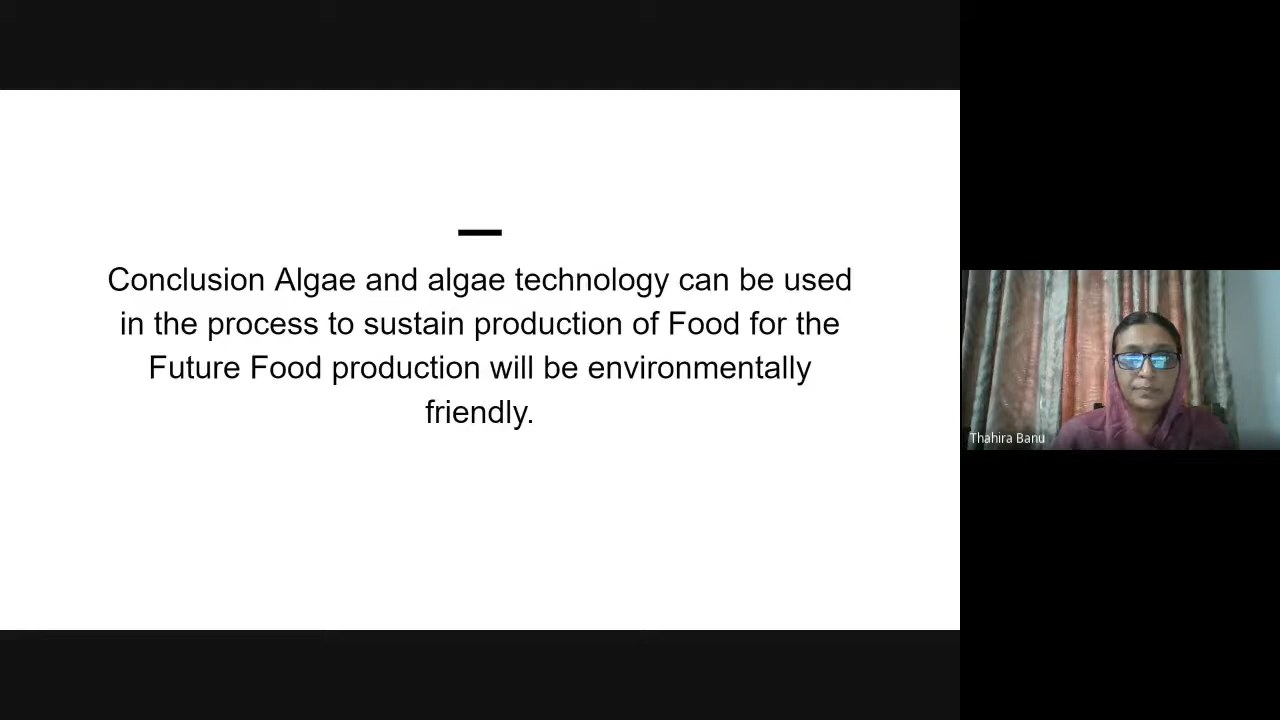 Conclusion Algae and algae technology can be used
in the process to sustain production of Food for the
Future Food production will be environmentally
friendly.
Thahira Banu